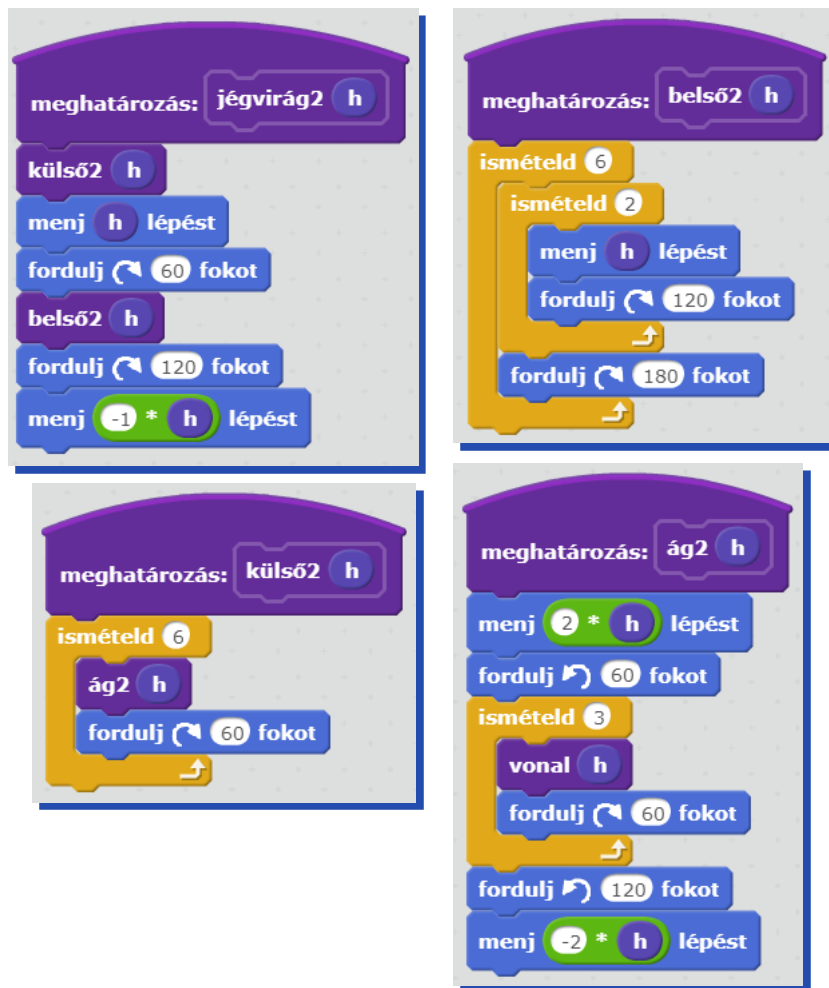 meghatározás: jégvirág2 h
külső2 h
menj h lépést
fordulj 60 fokot
belső2 h
fordulj 120 fokot
menj -1 * h lépést
meghatározás: belső2 h
ismételd 6
ismételd 2
menj h lépést
fordulj 120 fokot
fordulj 180 fokot
meghatározás: külső2 h
ismételd 6
ág2 h
fordulj 60 fokot
meghatározás: ág2 h
menj 2 * h lépést
fordulj 60 fokot
ismételd 3
vonal h
fordulj 60 fokot
fordulj 120 fokot
menj -2 * h lépést